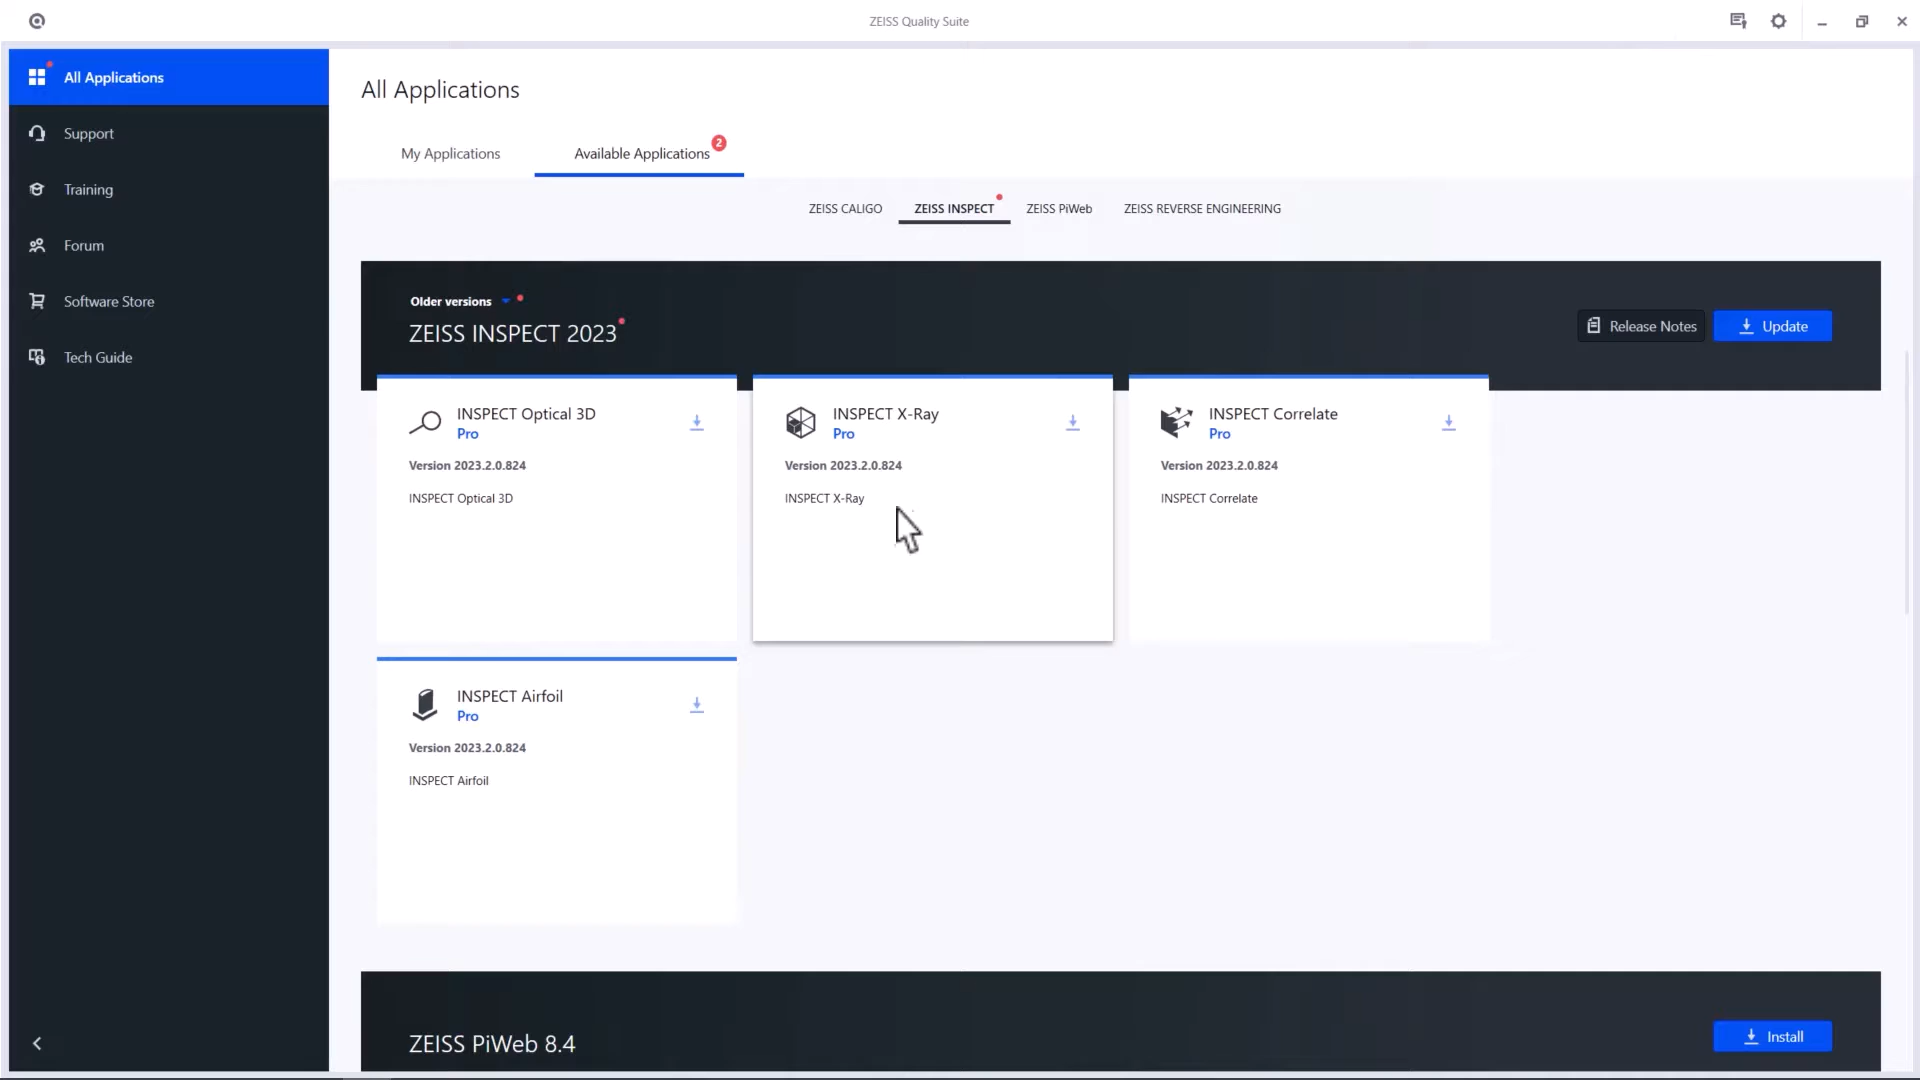 ZEISS Quality Suite
All Applications
Support
Training
Forum
Software Store
Tech Guide
All Applications
My Applications
Available Applications 2
ZEISS CALIGO ZEISS INSPECT ZEISS PiWeb ZEISS REVERSE ENGINEERING
Older versions
ZEISS INSPECT 2023
Release Notes
Update
INSPECT Optical 3D
Pro
Version 2023.2.0.824
INSPECT Optical 3D
INSPECT X-Ray
Pro
Version 2023.2.0.824
INSPECT X-Ray
INSPECT Correlate
Pro
Version 2023.2.0.824
INSPECT Correlate
INSPECT Airfoil
Pro
Version 2023.2.0.824
INSPECT Airfoil
ZEISS PiWeb 8.4
Install